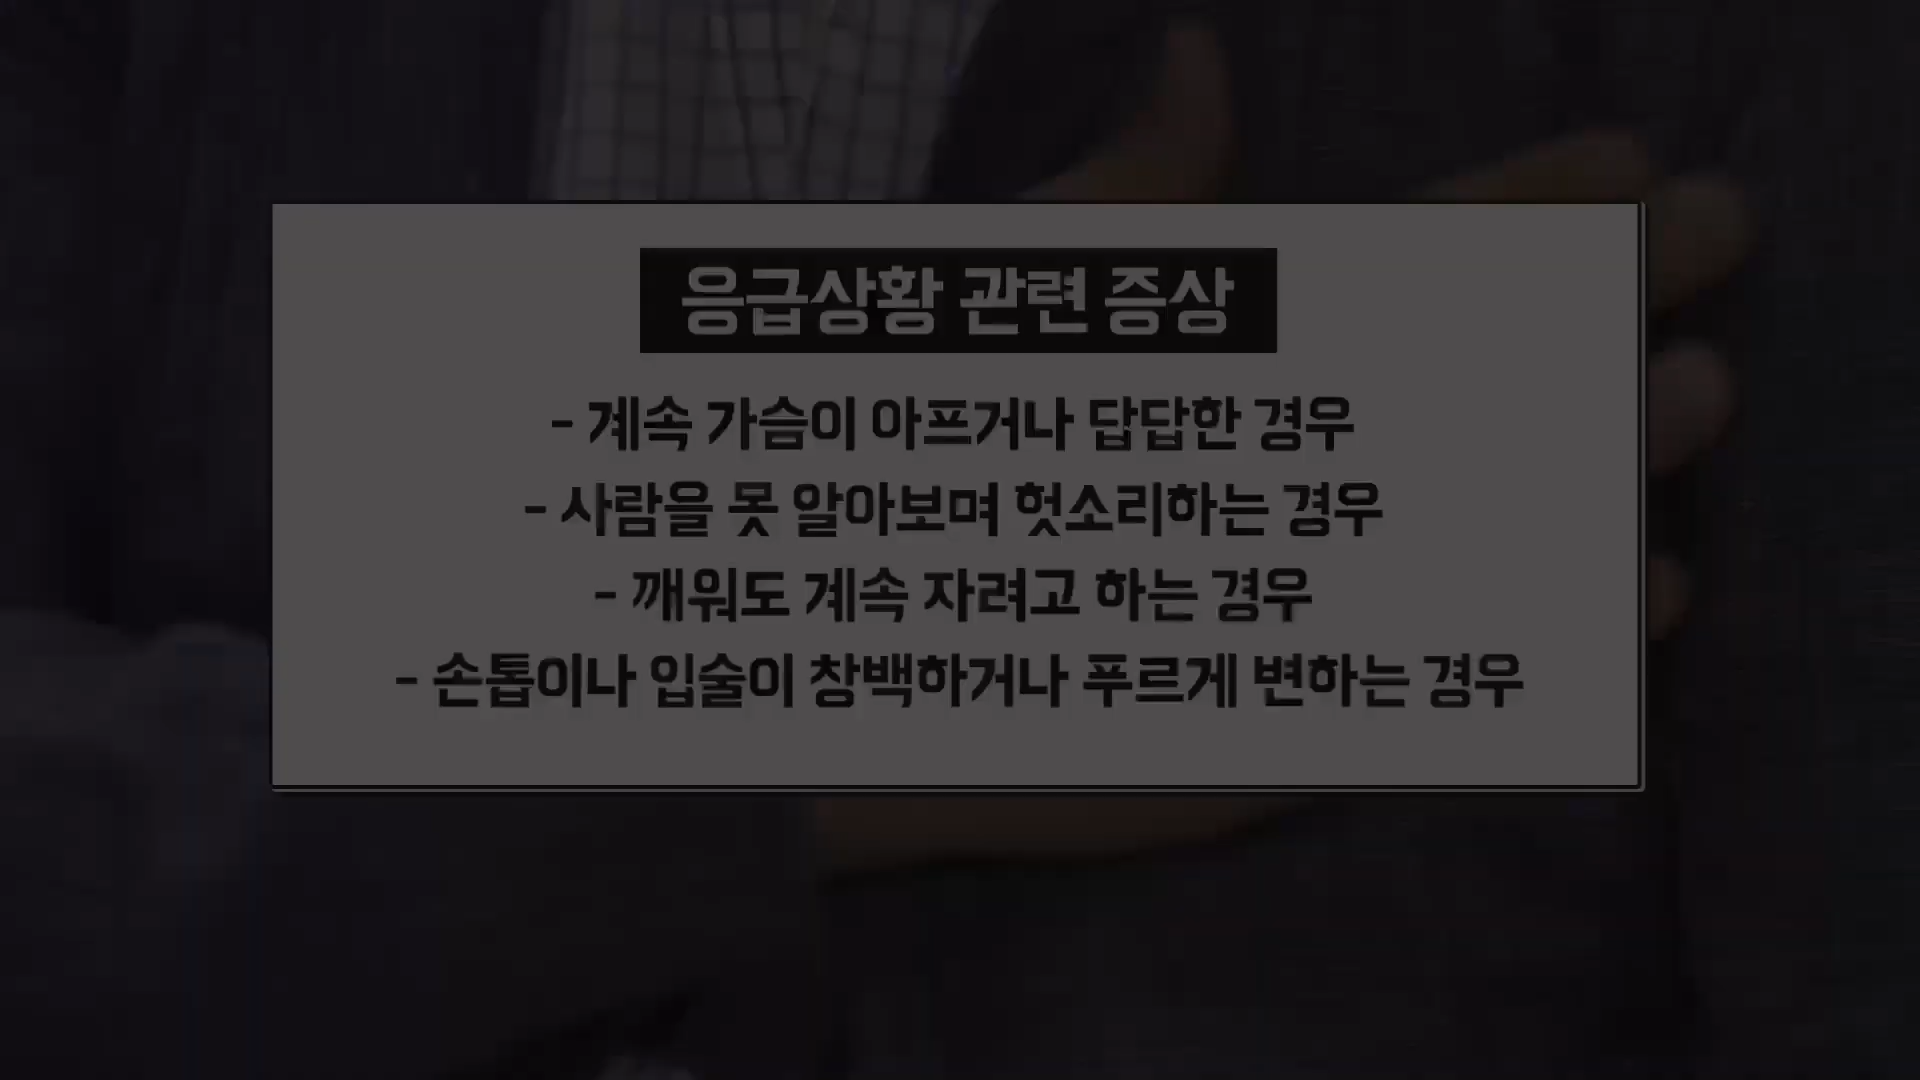 응급상황 관련 증상
- 계속 가슴이 아프거나 답답한 경우
- 사람을 못 알아보며 헛소리하는 경우
- 깨워도 계속 자려고 하는 경우
- 손톱이나 입술이 창백하거나 푸르게 변하는 경우